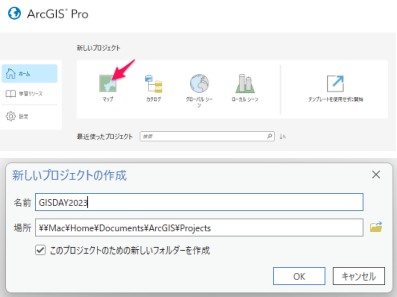 ArcGIS® Pro
新しいプロジェクト
ホーム
学習リソース
設定
マップ
カタログ
グローバル シーン
ローカル シーン
テンプレートを使用せずに開始
最近使ったプロジェクト
検索
新しいプロジェクトの作成
名前 GISDAY2023
場所 ¥¥Mac¥Home¥Documents¥ArcGIS¥Projects
このプロジェクトのための新しいフォルダーを作成
OK キャンセル